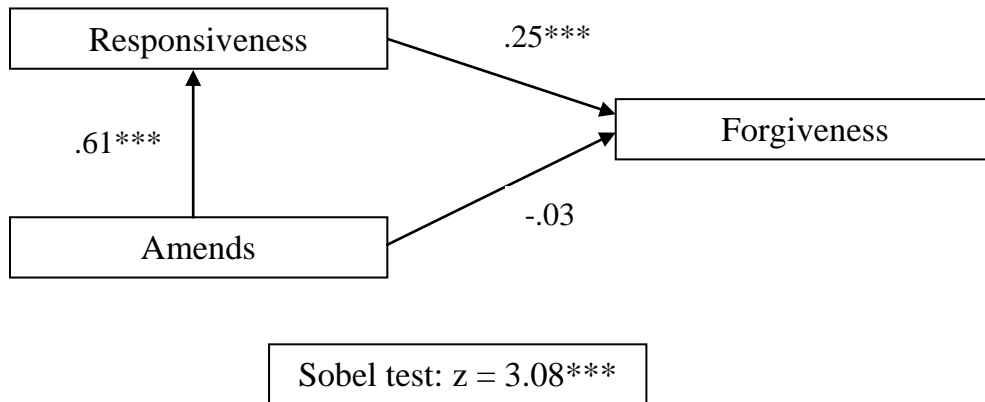 Responsiveness
.25***
Forgiveness
.61***
-.03
Amends
Sobel test: z = 3.08***